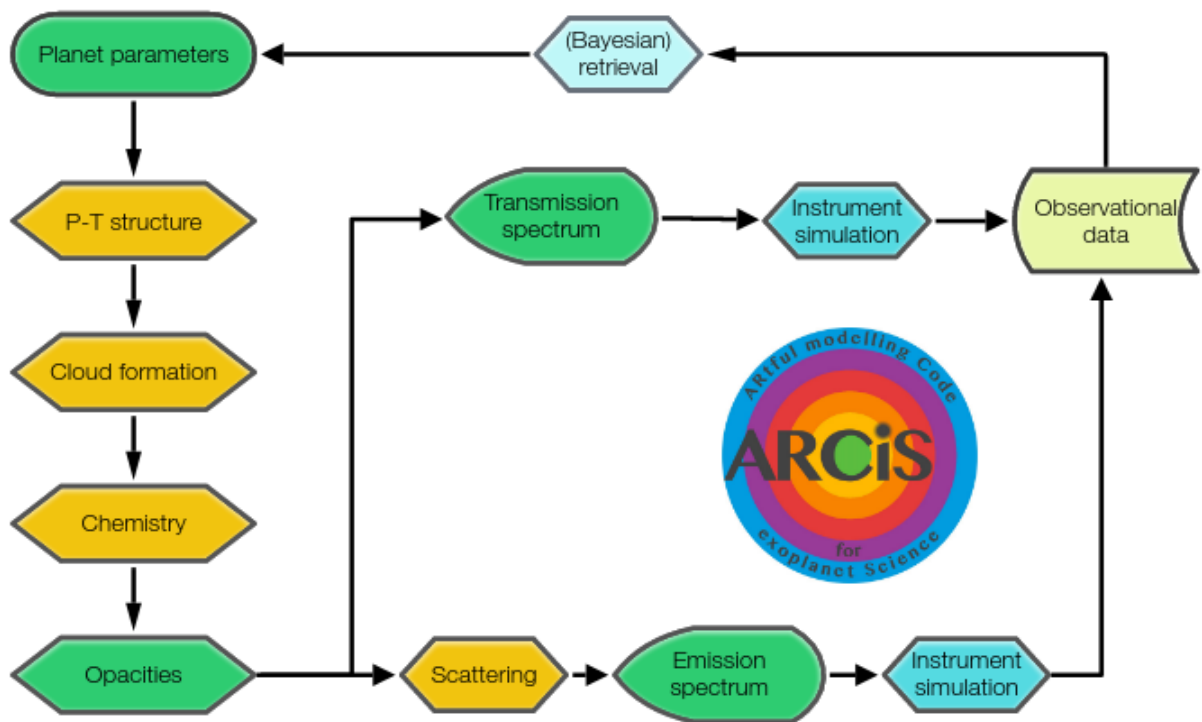 Planet parameters
(Bayesian)
retrieval
P-T structure
Transmission
spectrum
Instrument
simulation
Observational
data
Cloud formation
ARtful modelling Code
ARCiS
for
exoplanet Science
Chemistry
Opacities
Scattering
Emission
spectrum
Instrument
simulation